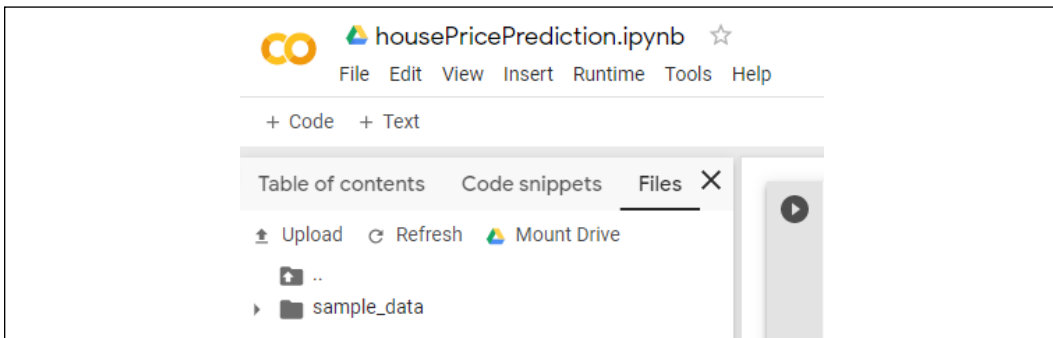 CO
housePricePrediction.ipynb
File Edit View Insert Runtime Tools Help
+ Code + Text
Table of contents Code snippets Files
Upload Refresh Mount Drive
..
sample_data